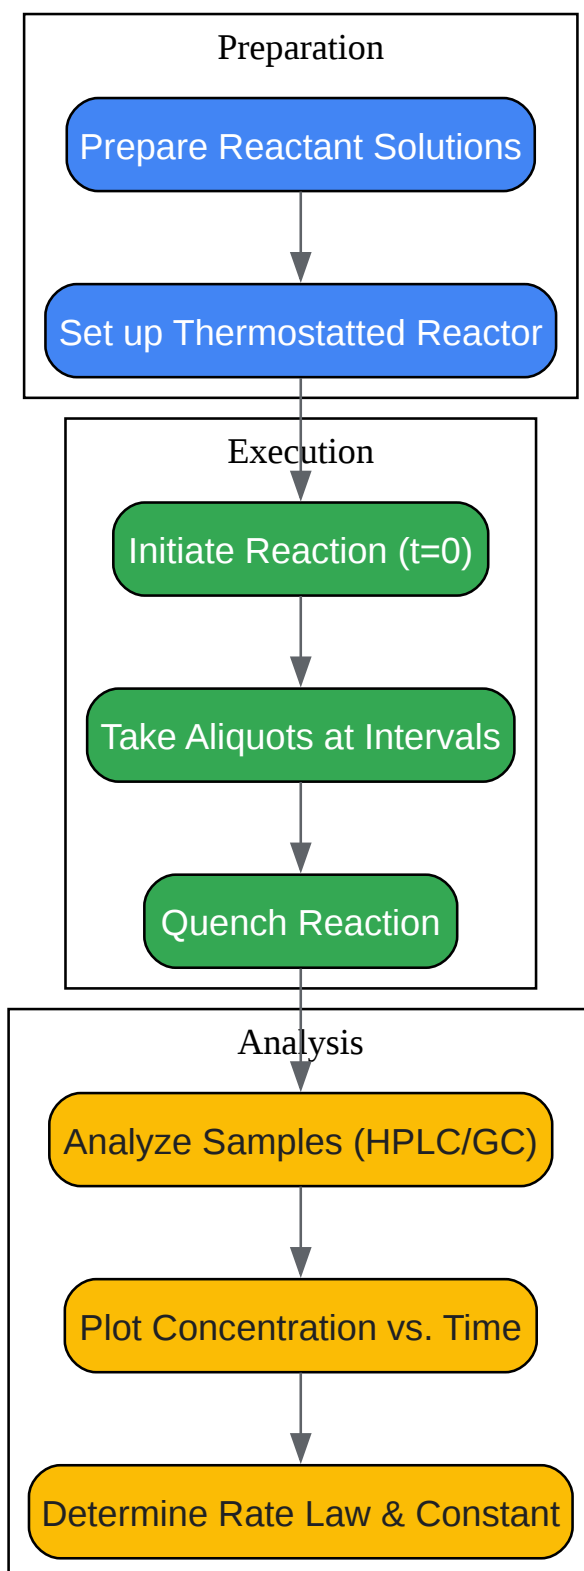 Preparation
Prepare Reactant Solutions
Set up Thermostatted Reactor
Execution
Initiate Reaction (t=0)
Take Aliquots at Intervals
Quench Reaction
Analysis
Analyze Samples (HPLC/GC)
Plot Concentration vs. Time
Determine Rate Law & Constant